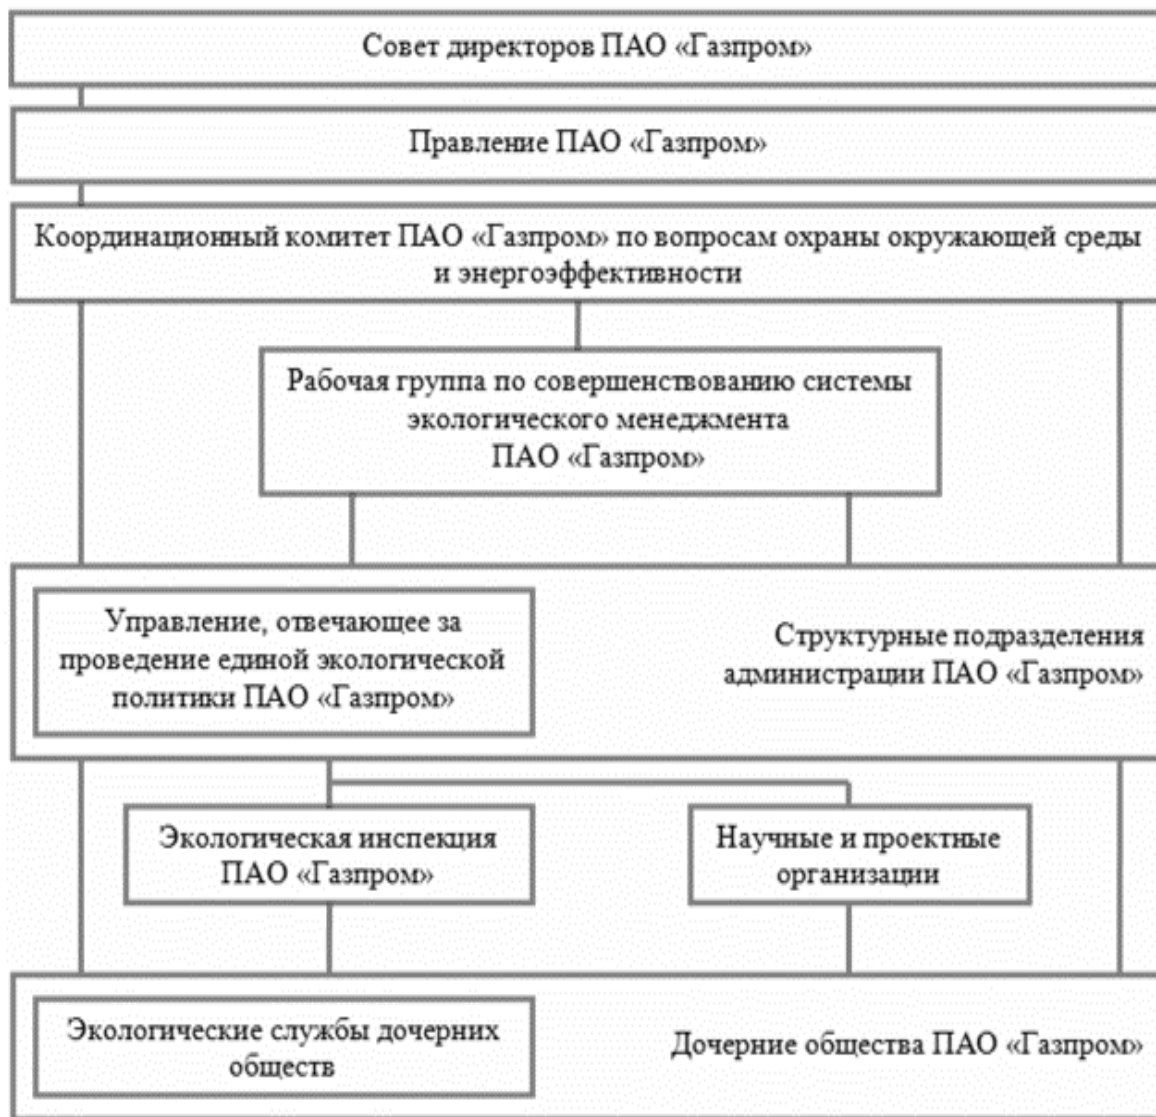 Совет директоров ПАО «Газпром»
Правление ПАО «Газпром»
Координационный комитет ПАО «Газпром» по вопросам охраны окружающей среды
и энергоэффективности
Рабочая группа по совершенствованию системы
экологического менеджмента
ПАО «Газпром»
Управление, отвечающее за
проведение единой экологической
политики ПАО «Газпром»
Структурные подразделения
администрации ПАО «Газпром»
Экологическая инспекция
ПАО «Газпром»
Научные и проектные
организации
Экологические службы дочерних
обществ
Дочерние общества ПАО «Газпром»